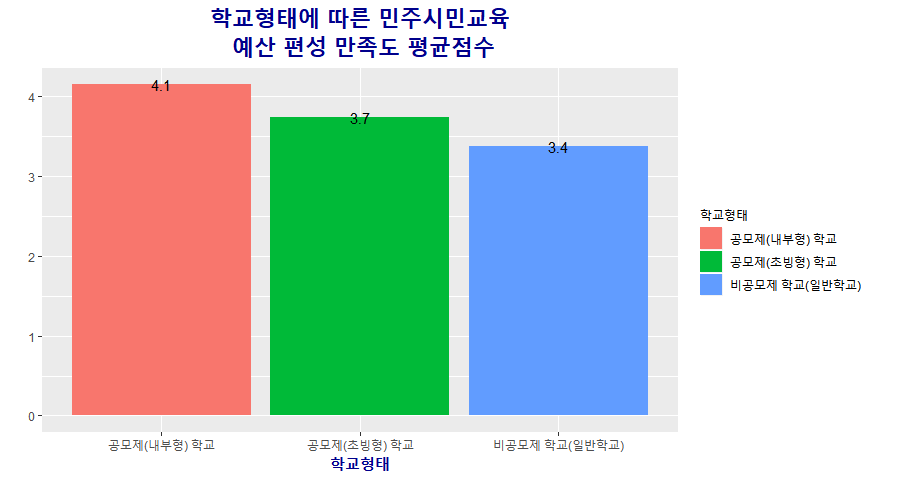 학교형태에 따른 민주시민교육
예산 편성 만족도 평균점수
4
3
2
1
0
4.1
3.7
3.4
공모제(내부형) 학교
공모제(초빙형) 학교
비공모제 학교(일반학교)
학교형태
학교형태
공모제(내부형) 학교
공모제(초빙형) 학교
비공모제 학교(일반학교)